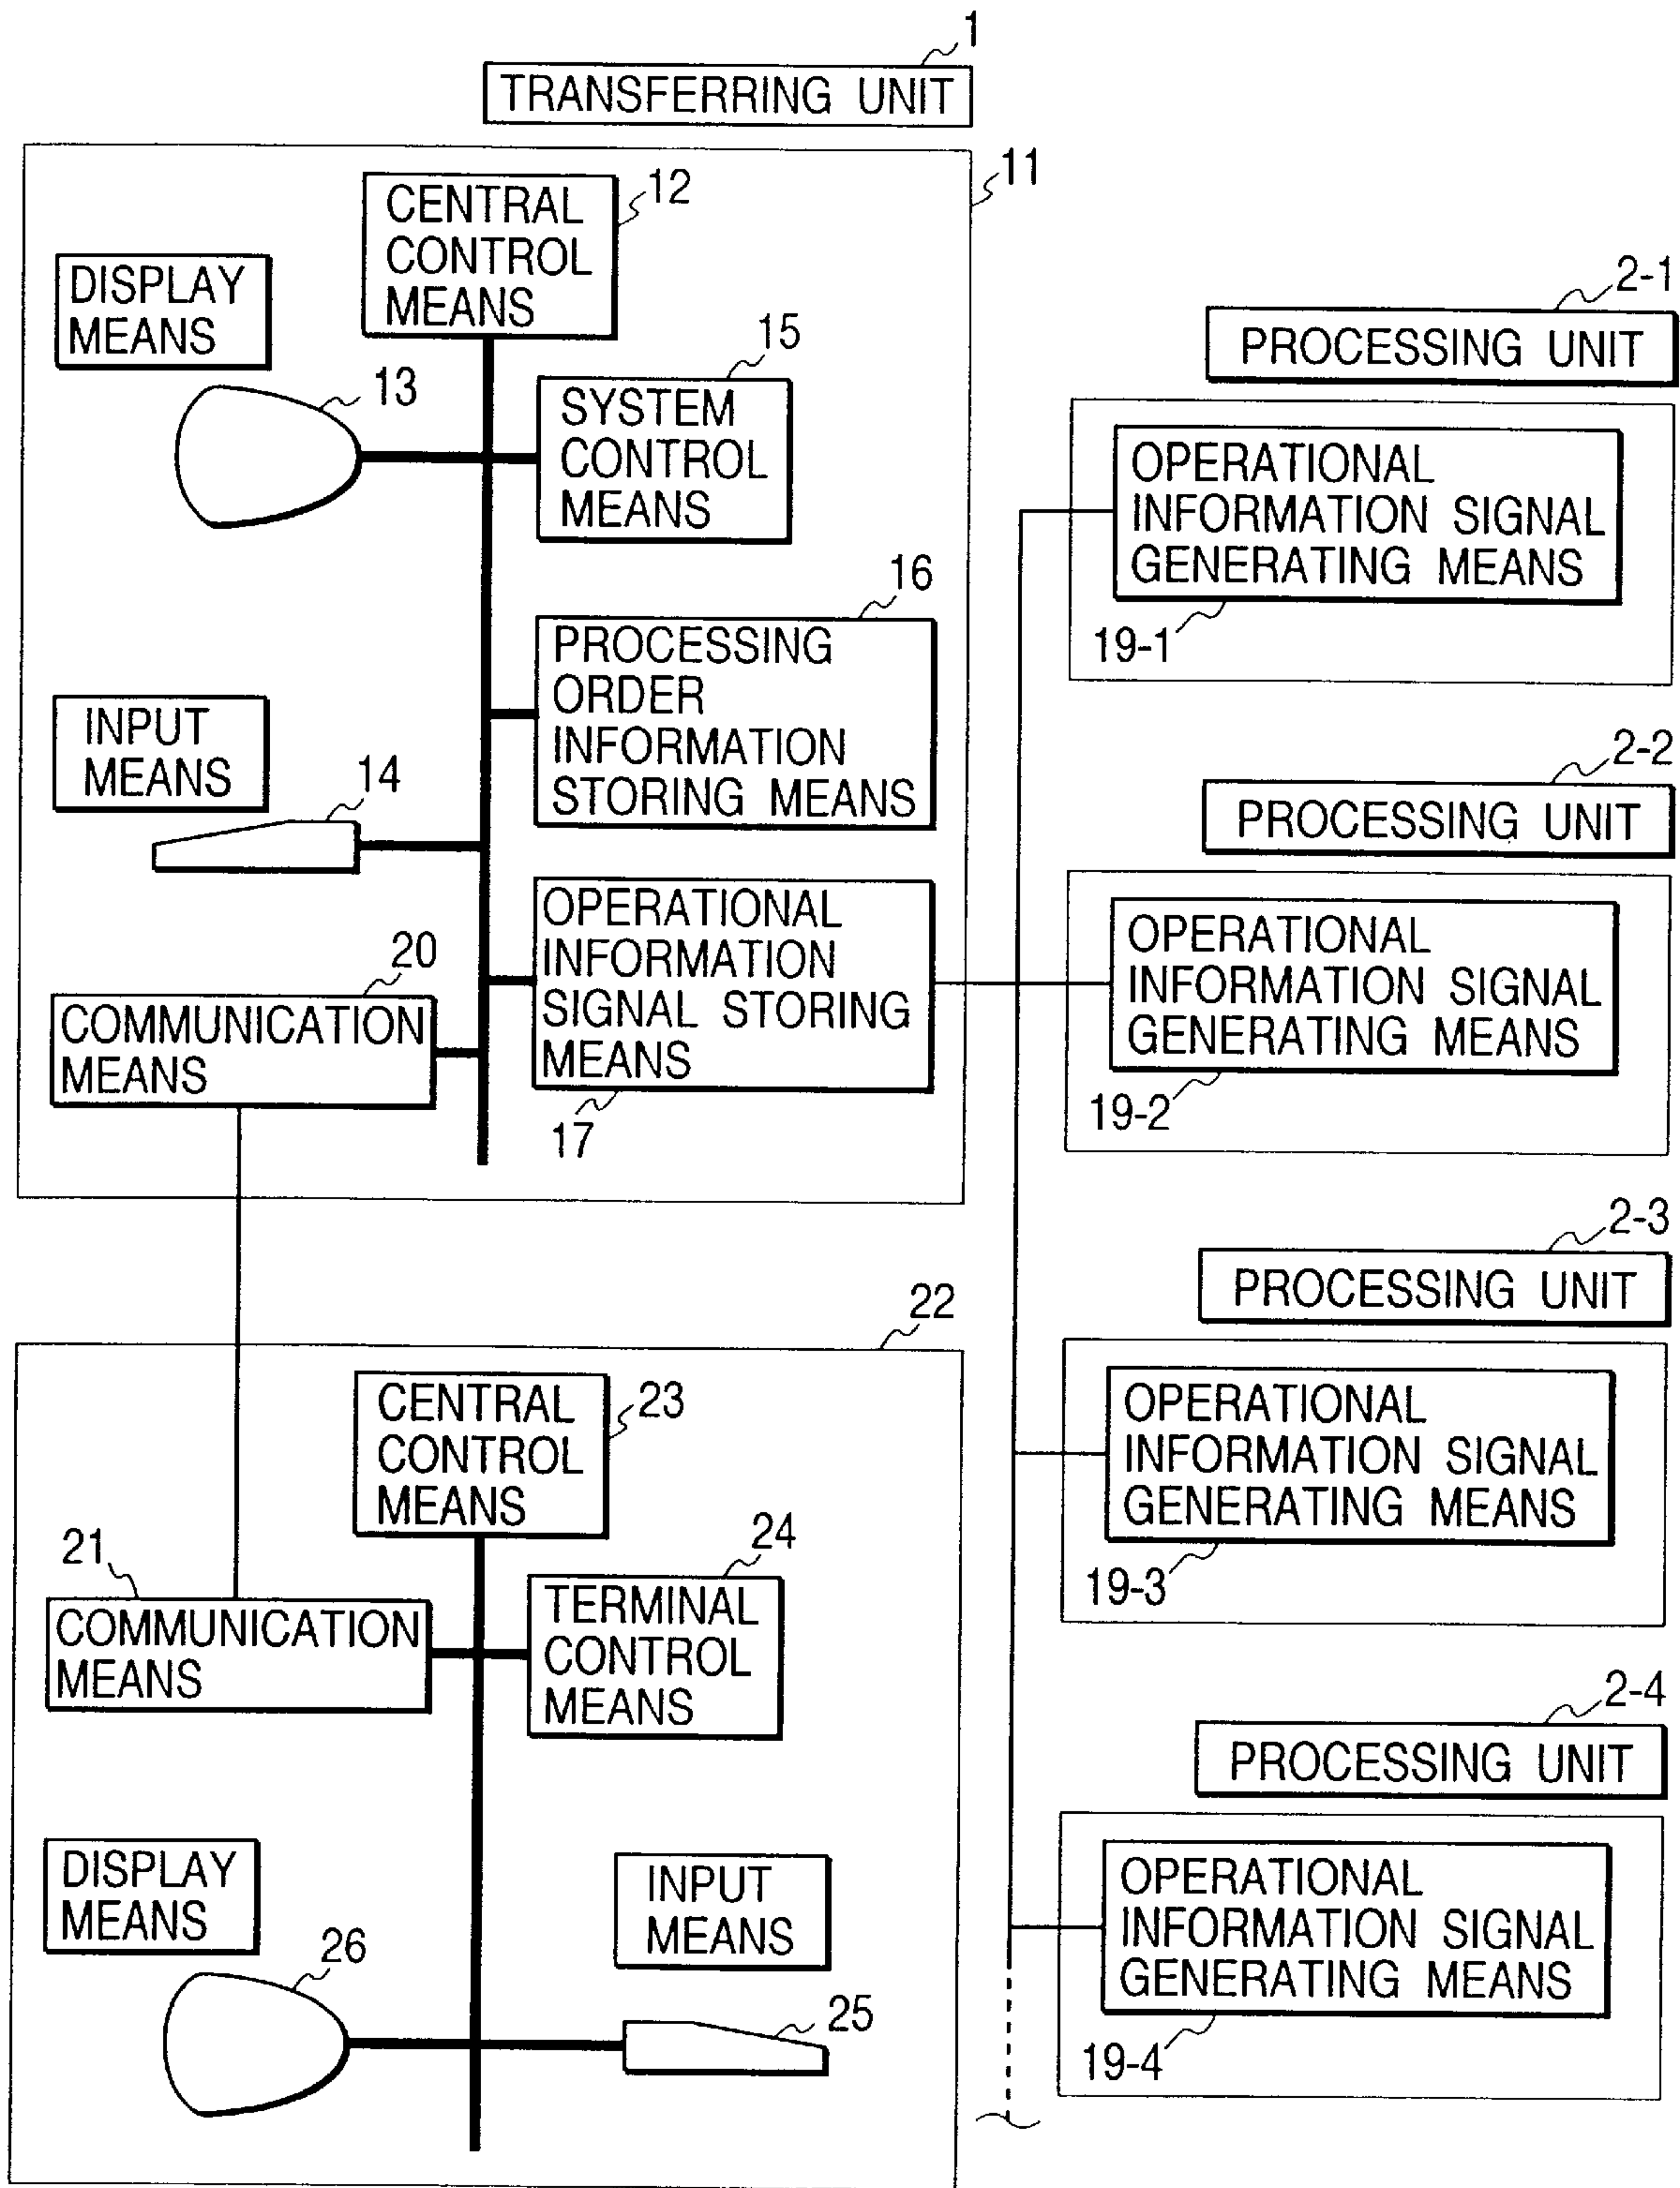 1
TRANSFERRING UNIT
11
CENTRAL
CONTROL
MEANS
12
DISPLAY
MEANS
13
15
SYSTEM
CONTROL
MEANS
16
PROCESSING
ORDER
INFORMATION
STORING MEANS
INPUT
MEANS
14
OPERATIONAL
INFORMATION
SIGNAL STORING
MEANS
17
20
COMMUNICATION
MEANS
2-1
PROCESSING UNIT
OPERATIONAL
INFORMATION SIGNAL
GENERATING MEANS
19-1
2-2
PROCESSING UNIT
OPERATIONAL
INFORMATION SIGNAL
GENERATING MEANS
19-2
2-3
PROCESSING UNIT
OPERATIONAL
INFORMATION SIGNAL
GENERATING MEANS
19-3
2-4
PROCESSING UNIT
OPERATIONAL
INFORMATION SIGNAL
GENERATING MEANS
19-4
22
CENTRAL
CONTROL
MEANS
23
21
COMMUNICATION
MEANS
24
TERMINAL
CONTROL
MEANS
DISPLAY
MEANS
26
INPUT
MEANS
25